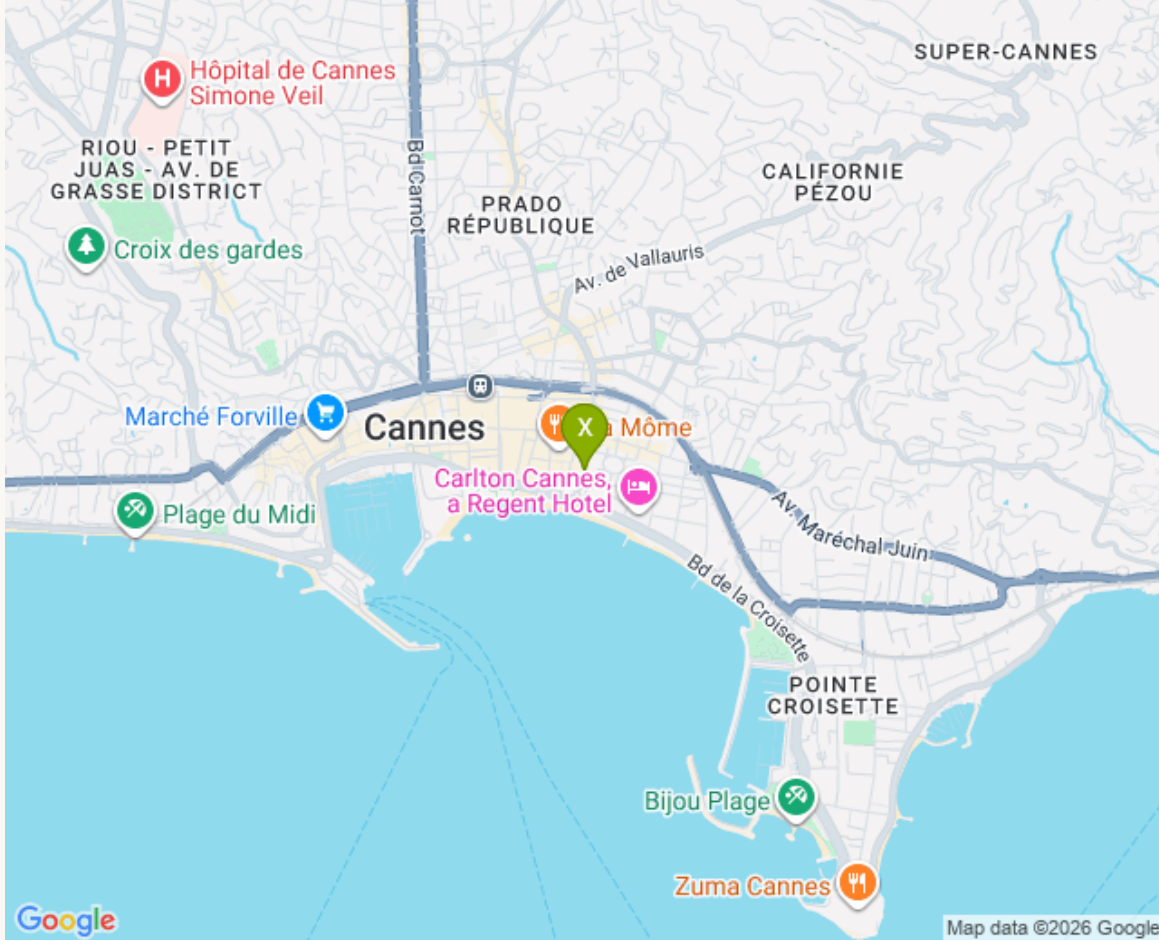 SUPER-CANNES
Hôpital de Cannes
Simone Veil
RIOU - PETIT
JUAS - AV. DE
GRASSE DISTRICT
Bd Carnot
CALIFORNIE
PÉZOU
PRADO
RÉPUBLIQUE
Croix des gardes
Av. de Vallauris
Marché Forville
Cannes
X
Môme
Carlton Cannes,
a Regent Hotel
Plage du Midi
Av. Maréchal Juin
Bd de la Croisette
POINTE
CROISETTE
Bijou Plage
Zuma Cannes
Google
Map data ©2026 Google